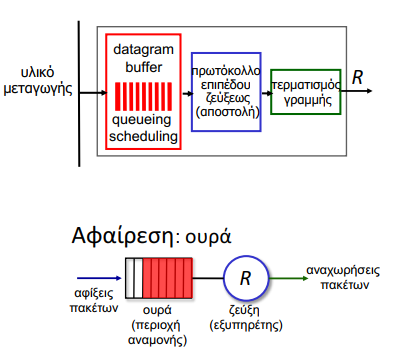 υλικό
μεταγωγής
datagram
buffer
queueing
scheduling
πρωτόκολλο
επιπέδου
ζεύξεως
(αποστολή)
τερματισμός
γραμμής
R
Αφαίρεση: ουρά
αφίξεις
πακέτων
ουρά
(περιοχή
αναμονής)
R
ζεύξη
(εξυπηρέτης)
αναχωρήσεις
πακέτων